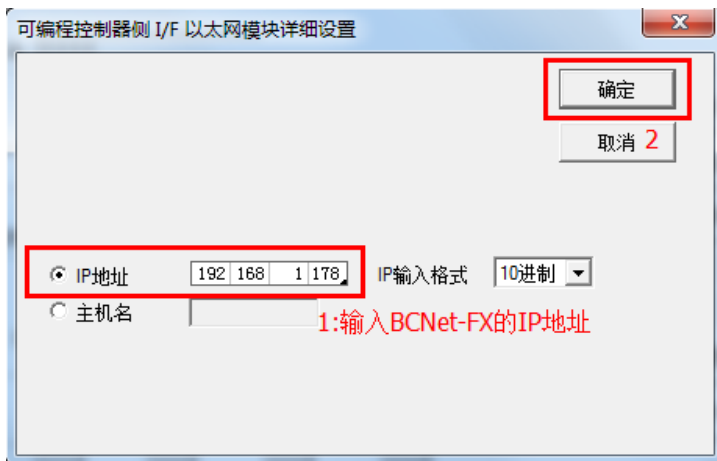 可编程控制器侧 I/F 以太网模块详细设置
确定
取消 2
IP地址 192 168 1 178 IP输入格式 10进制
主机名
1:输入BCNet-FX的IP地址